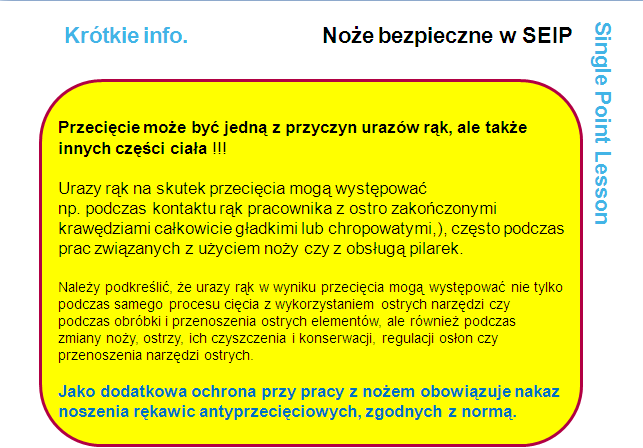 Krótkie info.
Noże bezpieczne w SEIP
Single Point Lesson
Przecięcie może być jedną z przyczyn urazów rąk, ale także
innych części ciała !!!
Urazy rąk na skutek przecięcia mogą występować
np. podczas kontaktu rąk pracownika z ostro zakończonymi
krawędziami całkowicie gładkimi lub chropowatymi,), często podczas
prac związanych z użyciem noży czy z obsługą pilarek.
Należy podkreślić, że urazy rąk w wyniku przecięcia mogą występować nie tylko
podczas samego procesu cięcia z wykorzystaniem ostrych narzędzi czy
podczas obróbki i przenoszenia ostrych elementów, ale również podczas
zmiany noży, ostrzy, ich czyszczenia i konserwacji, regulacji osłon czy
przenoszenia narzędzi ostrych.
Jako dodatkowa ochrona przy pracy z nożem obowiązuje nakaz
noszenia rękawic antyprzecięciowych, zgodnych z normą.